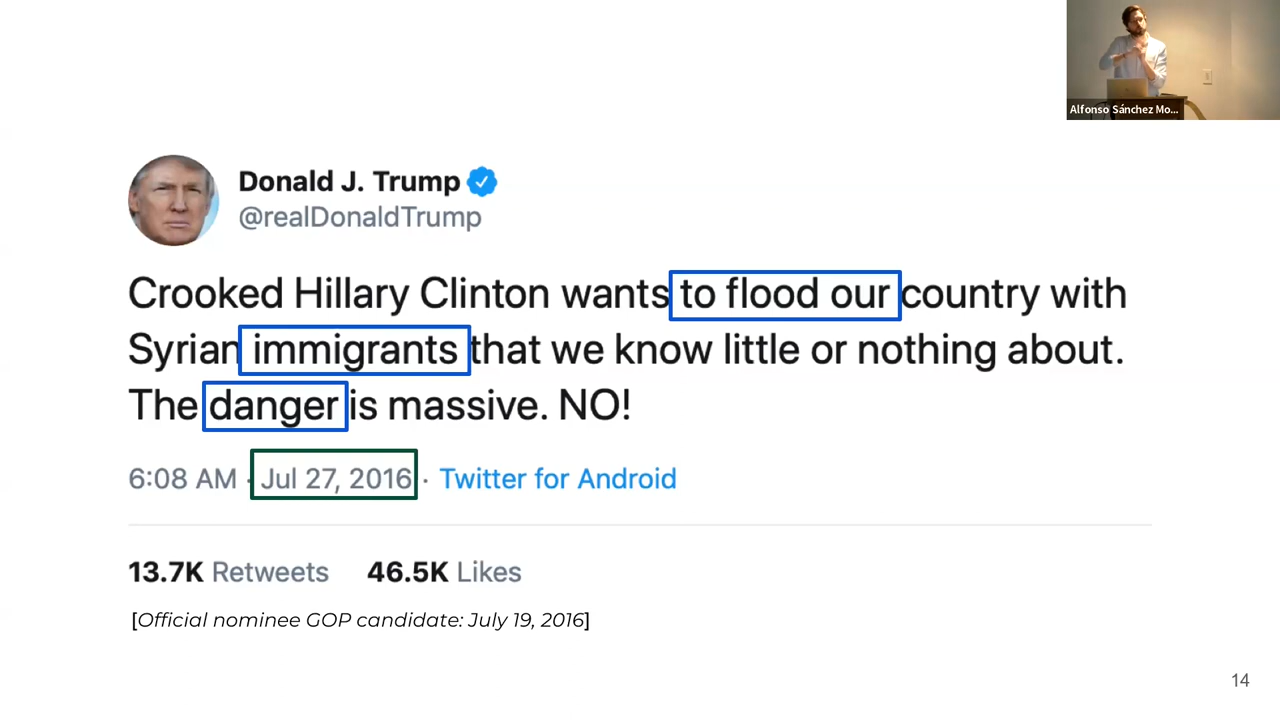 Alfonso Sánchez Mo...
Donald J. Trump
@realDonaldTrump
Crooked Hillary Clinton wants to flood our country with
Syrian immigrants that we know little or nothing about.
The danger is massive. NO!
6:08 AM · Jul 27, 2016 · Twitter for Android
13.7K Retweets 46.5K Likes
[Official nominee GOP candidate: July 19, 2016]
14